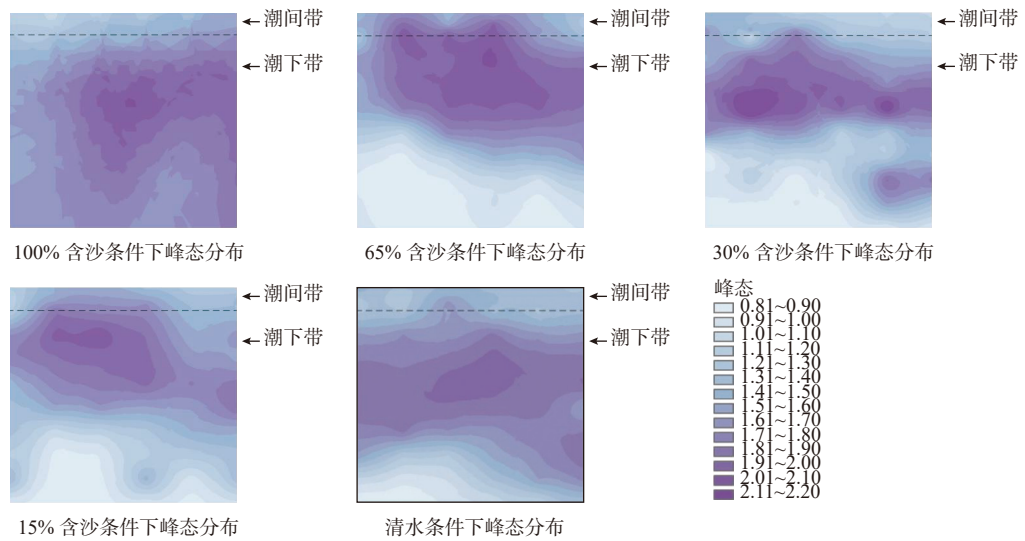 潮间带
潮下带
潮间带
潮下带
潮间带
潮下带
100% 含沙条件下峰态分布
65% 含沙条件下峰态分布
30% 含沙条件下峰态分布
潮间带
潮下带
潮间带
潮下带
峰态
0.81~0.90
0.91~1.00
1.01~1.10
1.11~1.20
1.21~1.30
1.31~1.40
1.41~1.50
1.51~1.60
1.61~1.70
1.71~1.80
1.81~1.90
1.91~2.00
2.01~2.10
2.11~2.20
15% 含沙条件下峰态分布
清水条件下峰态分布